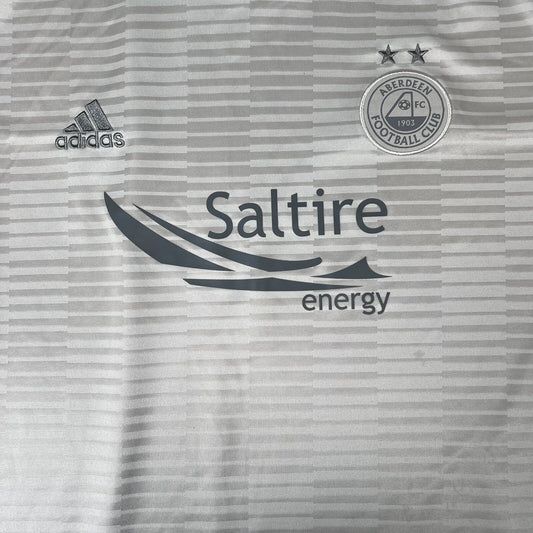 adidas
ABERDEEN
FC
1903
FOOTBALL CLUB
Saltire
energy